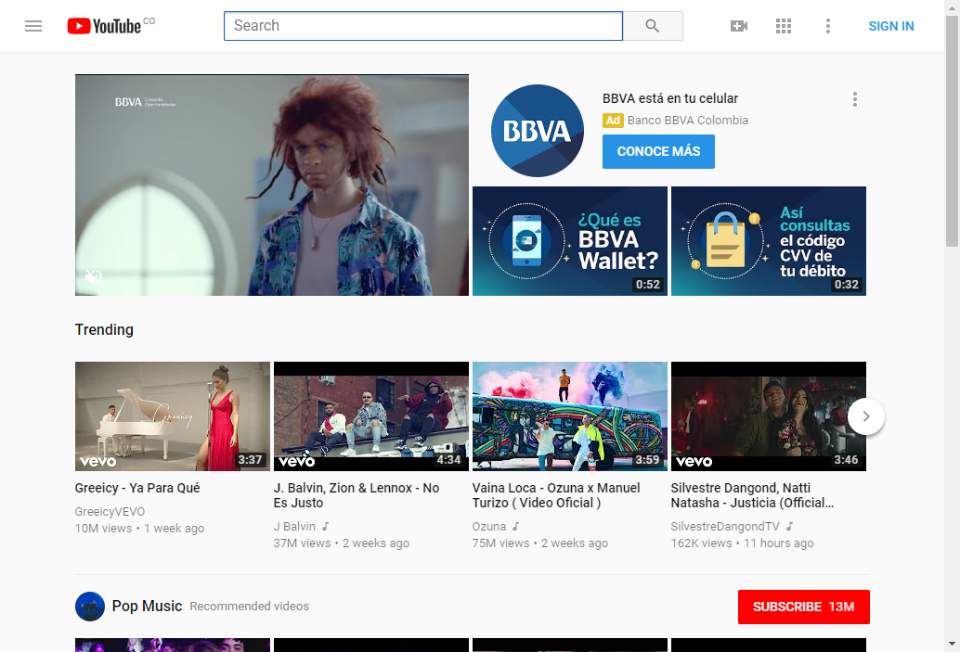 YouTube CO
Search
SIGN IN
BBVA Creando Oportunidades
BBVA
BBVA está en tu celular
Ad Banco BBVA Colombia
CONOCE MÁS
¿Qué es
BBVA
Wallet?
0:52
Así
consultas
el código
CVV de
tu débito
0:32
Trending
Greeicy
vevo
3:37
vevo
4:34
3:59
vevo
3:46
Greeicy - Ya Para Qué
GreeicyVEVO
10M views • 1 week ago
J. Balvin, Zion & Lennox - No
Es Justo
J Balvin ♪
37M views • 2 weeks ago
Vaina Loca - Ozuna x Manuel
Turizo ( Video Oficial )
Ozuna ♪
75M views • 2 weeks ago
Silvestre Dangond, Natti
Natasha - Justicia (Official...
SilvestreDangondTV ♪
162K views • 11 hours ago
Pop Music Recommended videos
SUBSCRIBE 13M